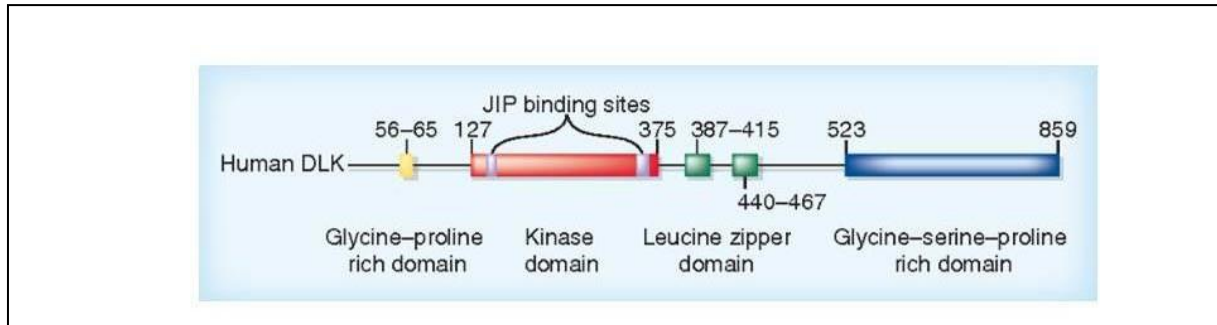 JIP binding sites
56–65 127 375 387–415 523 859
Human DLK
440–467
Glycine–proline
rich domain
Kinase
domain
Leucine zipper
domain
Glycine–serine–proline
rich domain